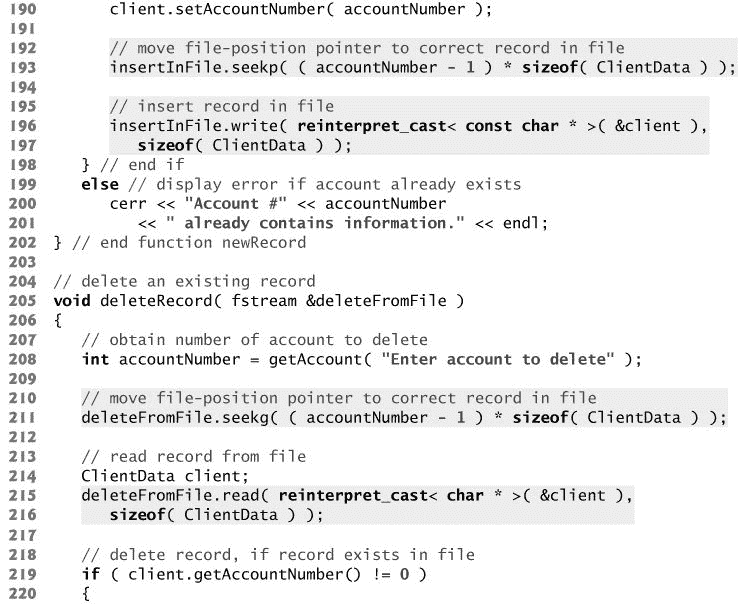 190 client.setAccountNumber( accountNumber );
191
192 // move file-position pointer to correct record in file
193 insertInFile.seekp( ( accountNumber - 1 ) * sizeof( ClientData ) );
194
195 // insert record in file
196 insertInFile.write( reinterpret_cast< const char * >( &client ),
197 sizeof( ClientData ) );
198 } // end if
199 else // display error if account already exists
200 cerr << "Account #" << accountNumber
201 << " already contains information." << endl;
202 } // end function newRecord
203
204 // delete an existing record
205 void deleteRecord( fstream &deleteFromFile )
206 {
207 // obtain number of account to delete
208 int accountNumber = getAccount( "Enter account to delete" );
209
210 // move file-position pointer to correct record in file
211 deleteFromFile.seekg( ( accountNumber - 1 ) * sizeof( ClientData ) );
212
213 // read record from file
214 ClientData client;
215 deleteFromFile.read( reinterpret_cast< char * >( &client ),
216 sizeof( ClientData ) );
217
218 // delete record, if record exists in file
219 if ( client.getAccountNumber() != 0 )
220 {